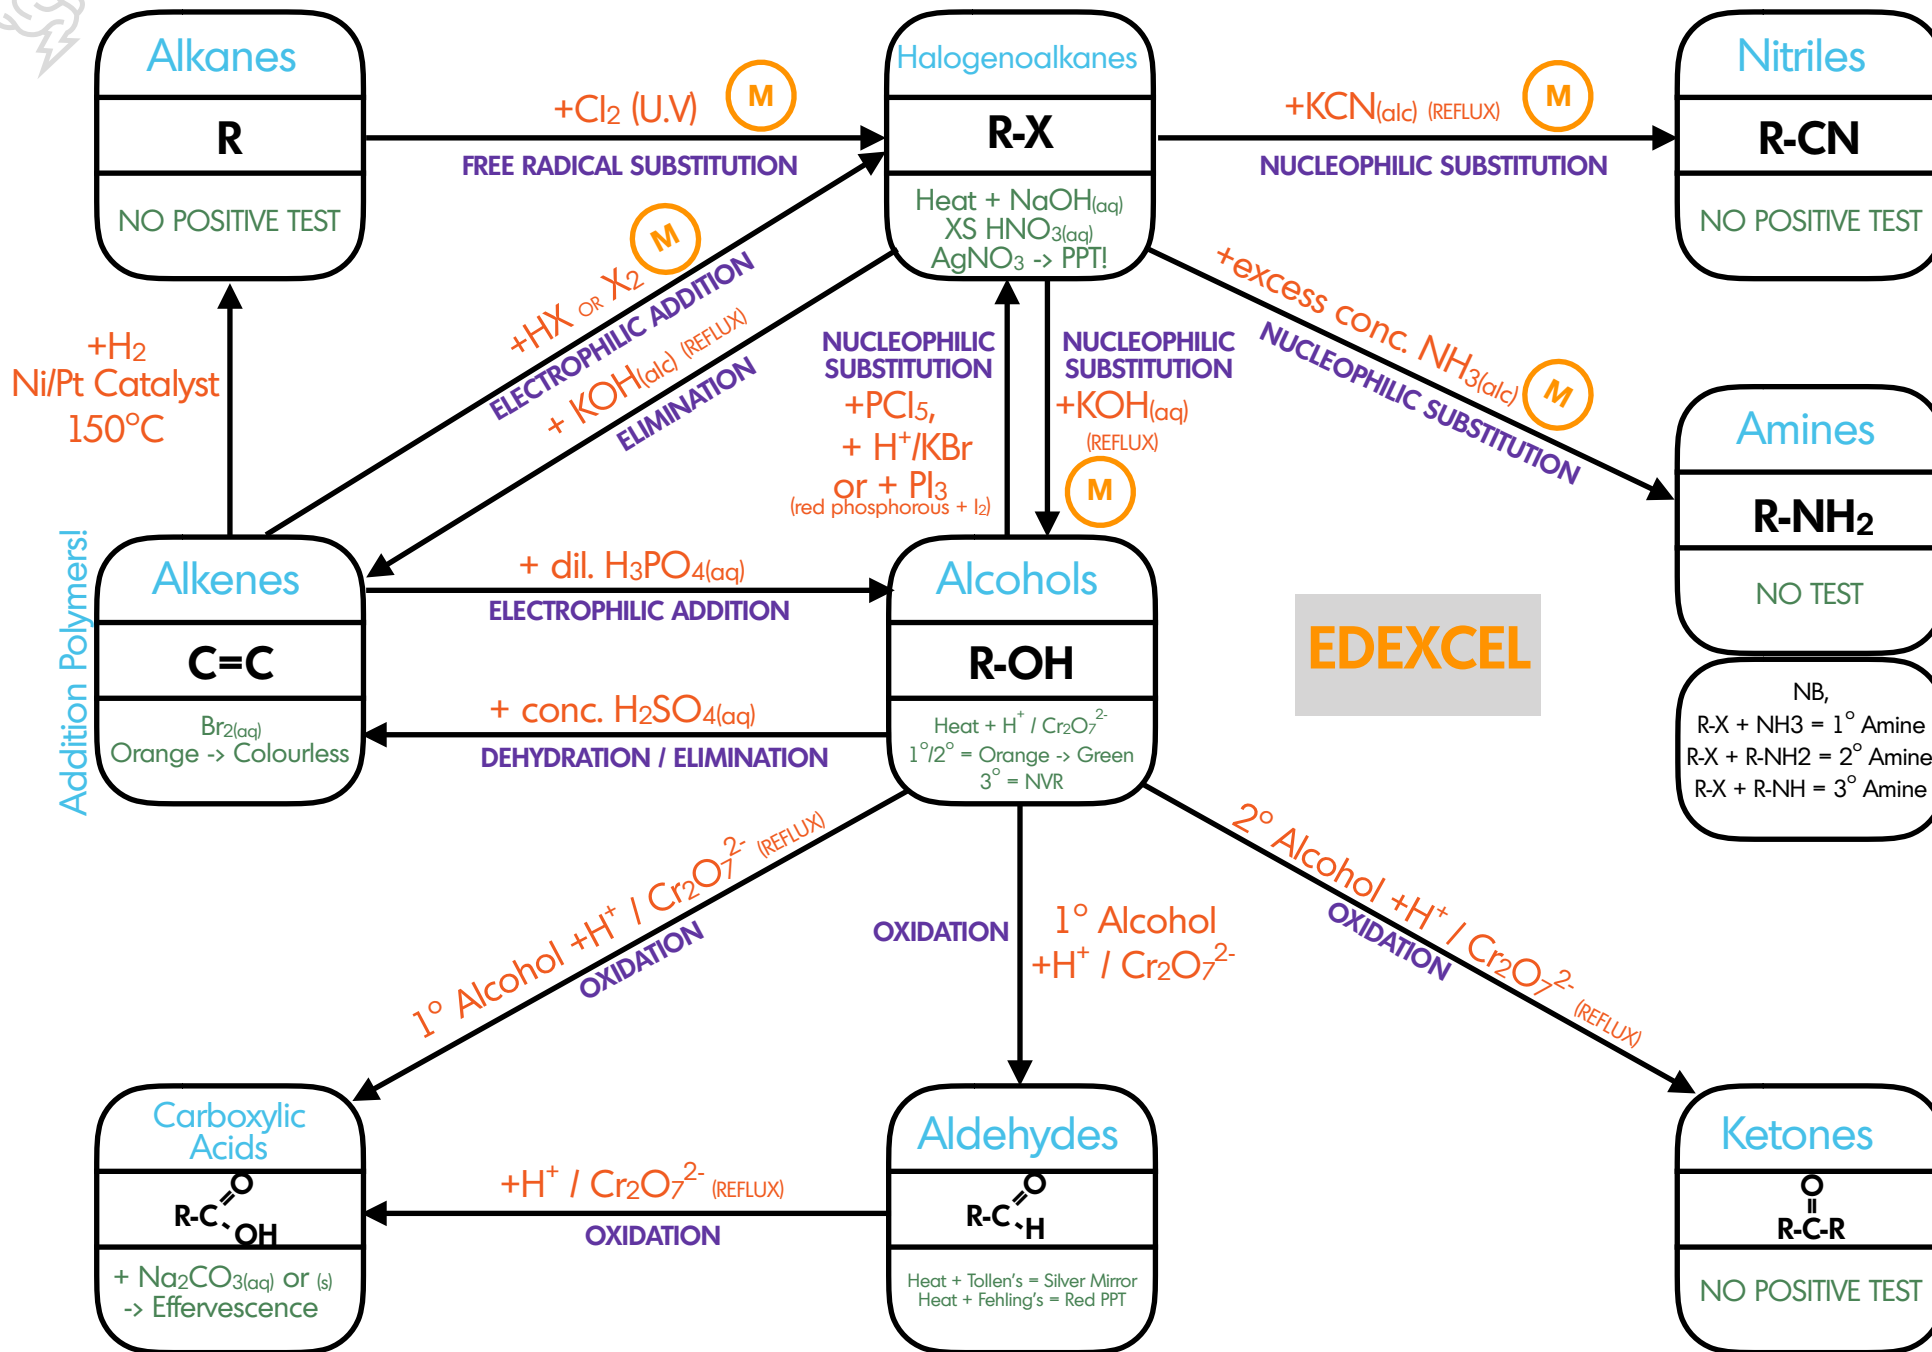 Alkanes
R
NO POSITIVE TEST
+Cl₂ (U.V)
M
FREE RADICAL SUBSTITUTION
Halogenoalkanes
R-X
Heat + NaOH(aq)
XS HNO₃(aq)
AgNO₃ -> PPT!
+KCN(alc) (REFLUX)
M
NUCLEOPHILIC SUBSTITUTION
Nitriles
R-CN
NO POSITIVE TEST
+H₂
Ni/Pt Catalyst
150°C
+HX OR X₂
M
ELECTROPHILIC ADDITION
+ KOH(alc) (REFLUX)
ELIMINATION
NUCLEOPHILIC
SUBSTITUTION
+PCl₅,
+ H⁺/KBr
or + PI₃
(red phosphorous + I₂)
NUCLEOPHILIC
SUBSTITUTION
+KOH(aq)
(REFLUX)
M
+excess conc. NH₃(alc)
M
NUCLEOPHILIC SUBSTITUTION
Amines
R-NH₂
NO TEST
NB,
R-X + NH3 = 1° Amine
R-X + R-NH2 = 2° Amine
R-X + R-NH = 3° Amine
Addition Polymers!
Alkenes
C=C
Br₂(aq)
Orange -> Colourless
+ dil. H₃PO₄(aq)
ELECTROPHILIC ADDITION
+ conc. H₂SO₄(aq)
DEHYDRATION / ELIMINATION
Alcohols
R-OH
Heat + H⁺ / Cr₂O₇²⁻
1°/2° = Orange -> Green
3° = NVR
EDEXCEL
1° Alcohol +H⁺ / Cr₂O₇²⁻ (REFLUX)
OXIDATION
OXIDATION
1° Alcohol
+H⁺ / Cr₂O₇²⁻
2° Alcohol +H⁺ / Cr₂O₇²⁻ (REFLUX)
OXIDATION
Carboxylic
Acids
O
R-C
OH
+ Na₂CO₃(aq) or (s)
-> Effervescence
+H⁺ / Cr₂O₇²⁻ (REFLUX)
OXIDATION
Aldehydes
O
R-C
H
Heat + Tollen's = Silver Mirror
Heat + Fehling's = Red PPT
Ketones
O
R-C-R
NO POSITIVE TEST